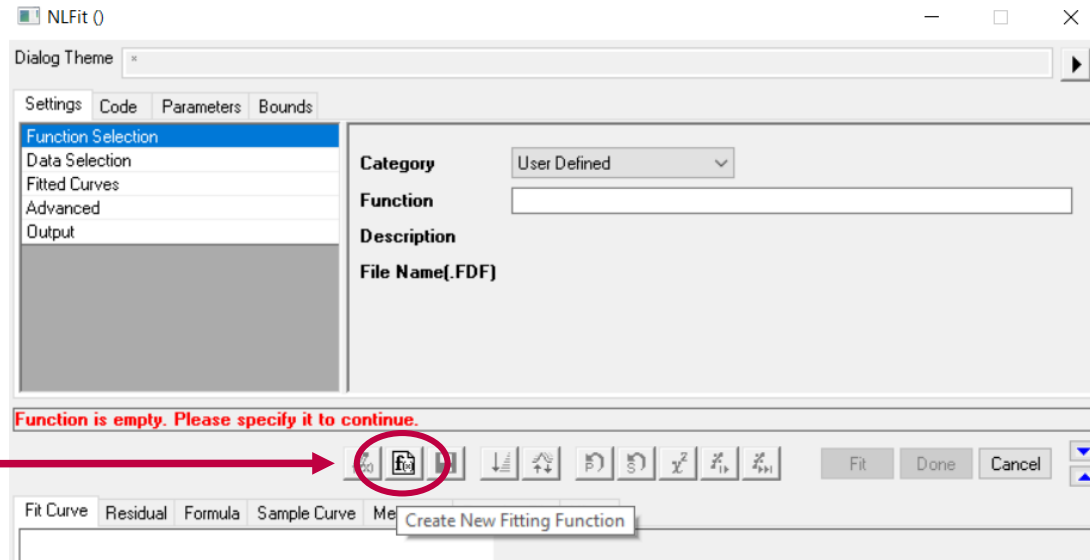 NLFit ()
Dialog Theme *
Settings Code Parameters Bounds
Function Selection
Data Selection
Fitted Curves
Advanced
Output
Category User Defined
Function
Description
File Name(.FDF)
Function is empty. Please specify it to continue.
Fit Done Cancel
Fit Curve Residual Formula Sample Curve Me
Create New Fitting Function